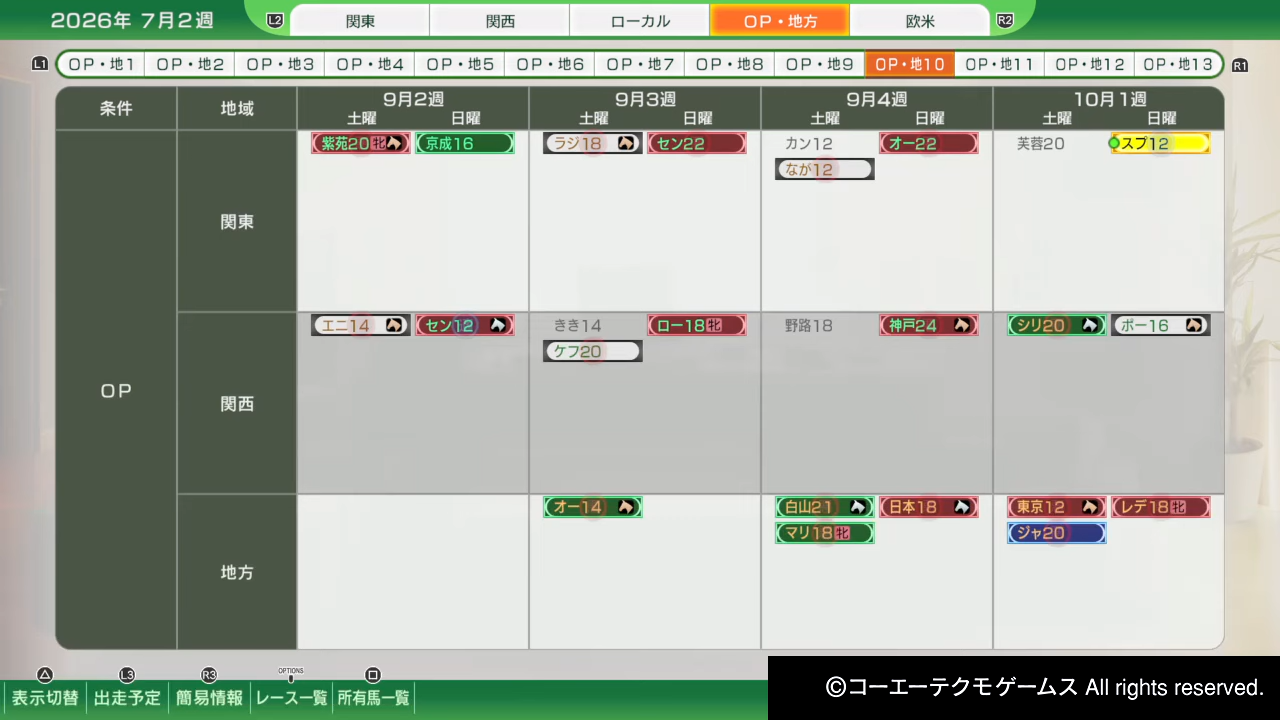 2026年 7月2週
L2 関東 関西 ローカル OP・地方 欧米 R2
L1 OP・地1 OP・地2 OP・地3 OP・地4 OP・地5 OP・地6 OP・地7 OP・地8 OP・地9 OP・地10 OP・地11 OP・地12 OP・地13 R1
条件 地域 9月2週 9月3週 9月4週 10月1週
土曜 日曜 土曜 日曜 土曜 日曜 土曜 日曜
紫苑20牝 京成16 ラジ18 セン22 カン12 オー22 芙蓉20 スプ12
なが12
関東
エニ14 セン12 きき14 ロー18牝 野路18 神戸24 シリ20 ポー16
ケフ20
OP
関西
オー14 白山21 日本18 東京12 レデ18牝
マリ18牝 ジャ20
地方
L3 R3 OPTIONS
表示切替 出走予定 簡易情報 レース一覧 所有馬一覧
©コーエーテクモゲームス All rights reserved.